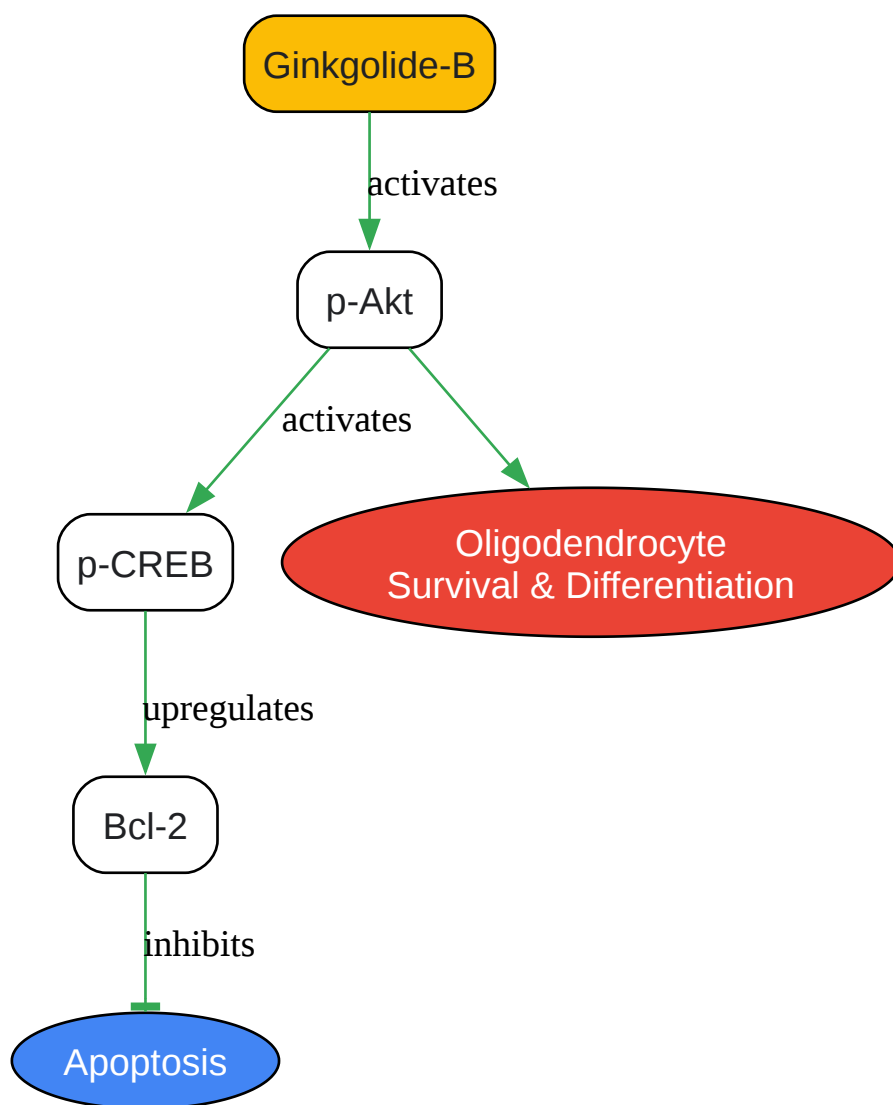 Ginkgolide-B
activates
p-Akt
activates
p-CREB
Oligodendrocyte
Survival & Differentiation
upregulates
Bcl-2
inhibits
Apoptosis